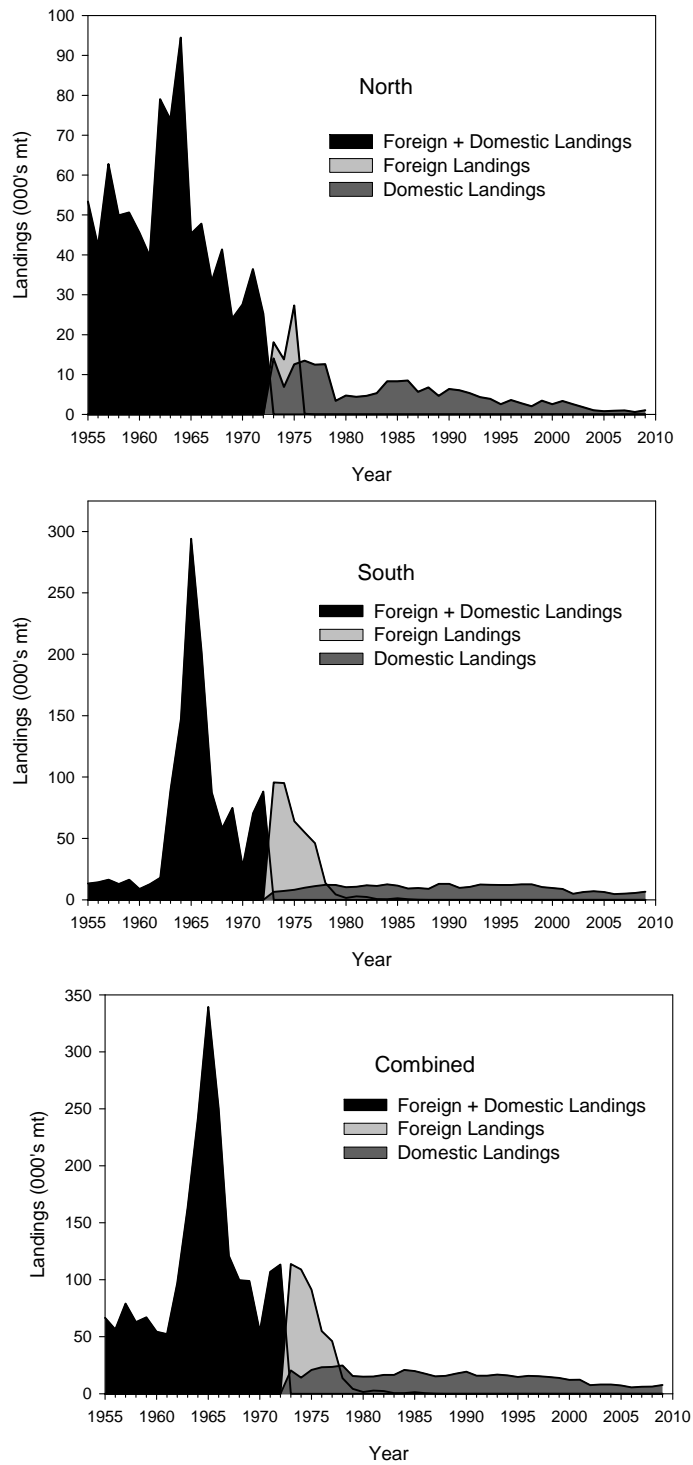 100
90
80
70
60
50
40
30
20
10
0
Landings (000's mt)
North
Foreign + Domestic Landings
Foreign Landings
Domestic Landings
1955 1960 1965 1970 1975 1980 1985 1990 1995 2000 2005 2010
Year
300
250
200
150
100
50
0
Landings (000's mt)
South
Foreign + Domestic Landings
Foreign Landings
Domestic Landings
1955 1960 1965 1970 1975 1980 1985 1990 1995 2000 2005 2010
Year
350
300
250
200
150
100
50
0
Landings (000's mt)
Combined
Foreign + Domestic Landings
Foreign Landings
Domestic Landings
1955 1960 1965 1970 1975 1980 1985 1990 1995 2000 2005 2010
Year